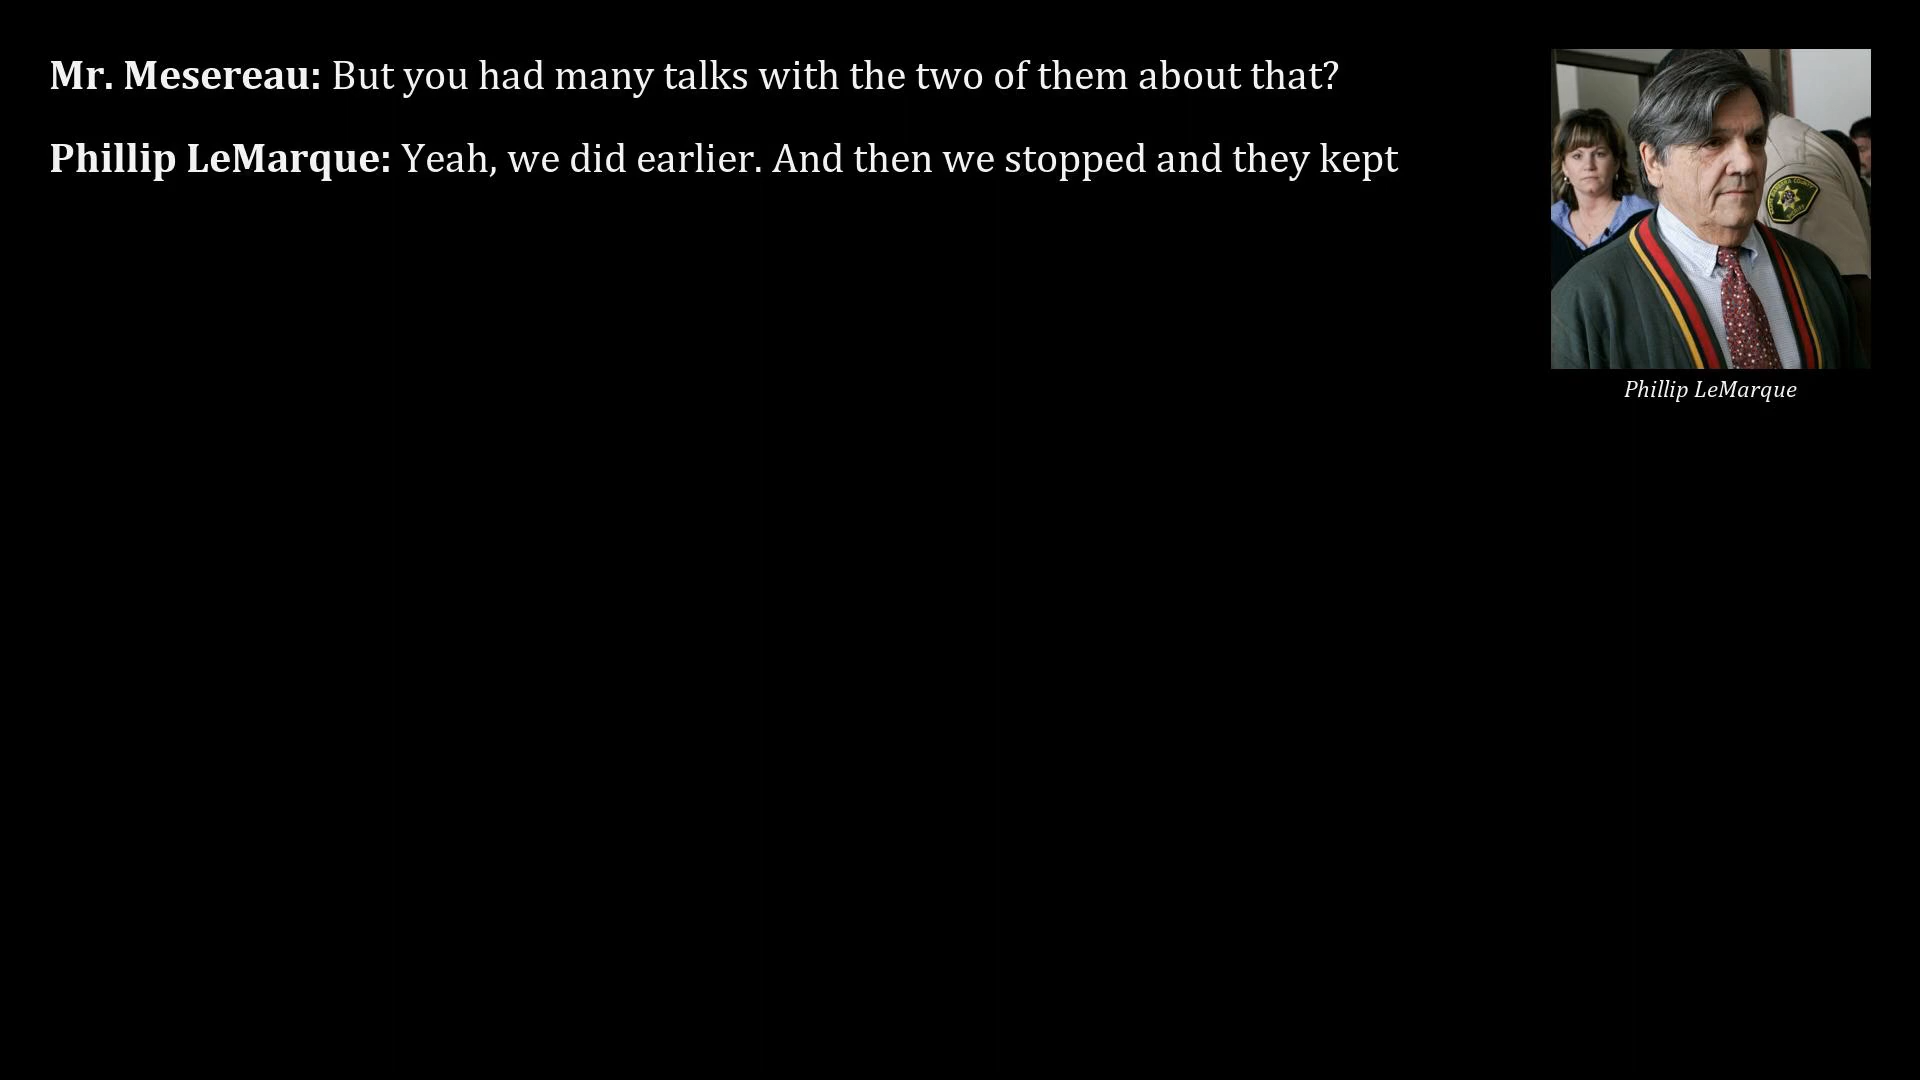 Mr. Mesereau: But you had many talks with the two of them about that?
Phillip LeMarque: Yeah, we did earlier. And then we stopped and they kept
Phillip LeMarque